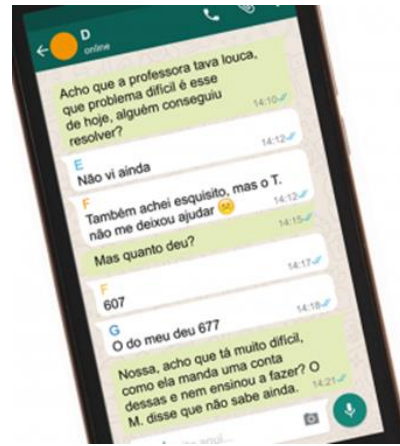 D
online
Acho que a professora tava louca,
que problema difícil é esse
de hoje, alguém conseguiu
resolver?
14:10
E
Não vi ainda
14:12
F
Também achei esquisito, mas o T.
não me deixou ajudar
14:12
Mas quanto deu?
14:15
F
607
14:17
G
O do meu deu 677
14:18
Nossa, acho que tá muito difícil,
como ela manda uma conta
dessas e nem ensinou a fazer? O
M. disse que não sabe ainda.
14:21
aqui...